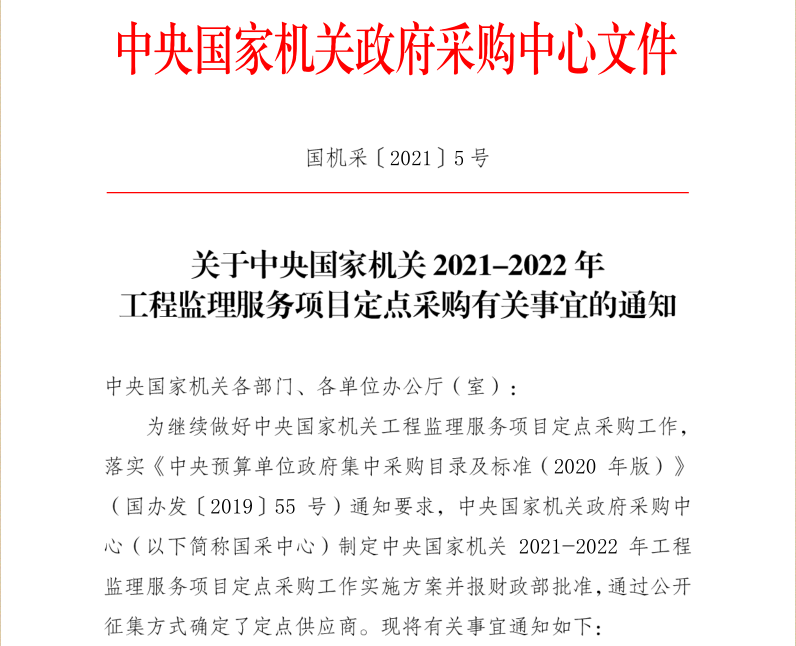 中央国家机关政府采购中心文件
国机采〔2021〕5号
关于中央国家机关 2021-2022 年
工程监理服务项目定点采购有关事宜的通知
中央国家机关各部门、各单位办公厅（室）：
为继续做好中央国家机关工程监理服务项目定点采购工作，
落实《中央预算单位政府集中采购目录及标准（2020 年版）》
（国办发〔2019〕55 号）通知要求，中央国家机关政府采购中
心（以下简称国采中心）制定中央国家机关 2021-2022 年工程
监理服务项目定点采购工作实施方案并报财政部批准，通过公开
征集方式确定了定点供应商。现将有关事宜通知如下：